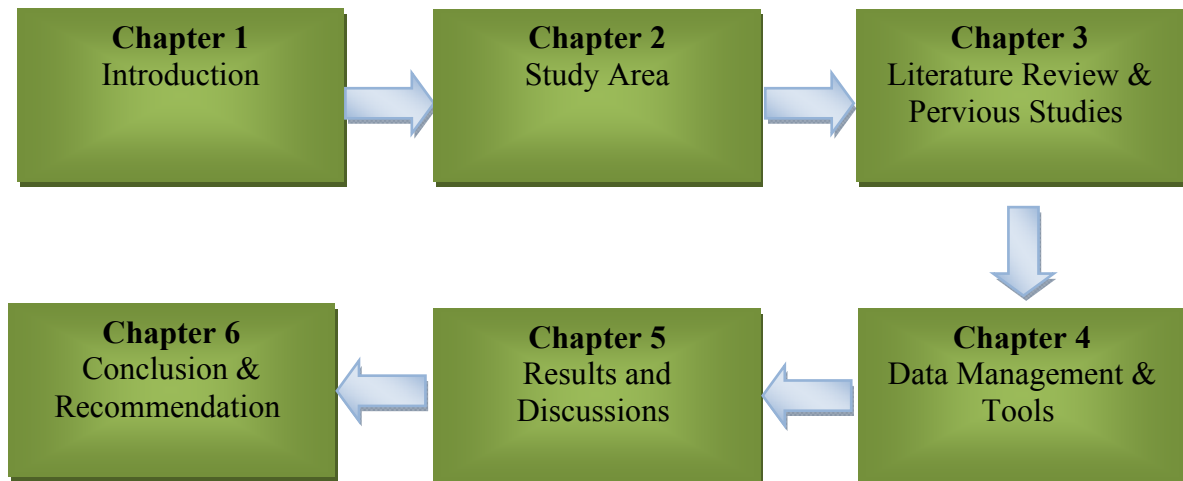 Chapter 1
Introduction
Chapter 2
Study Area
Chapter 3
Literature Review &
Pervious Studies
Chapter 4
Data Management &
Tools
Chapter 5
Results and
Discussions
Chapter 6
Conclusion &
Recommendation